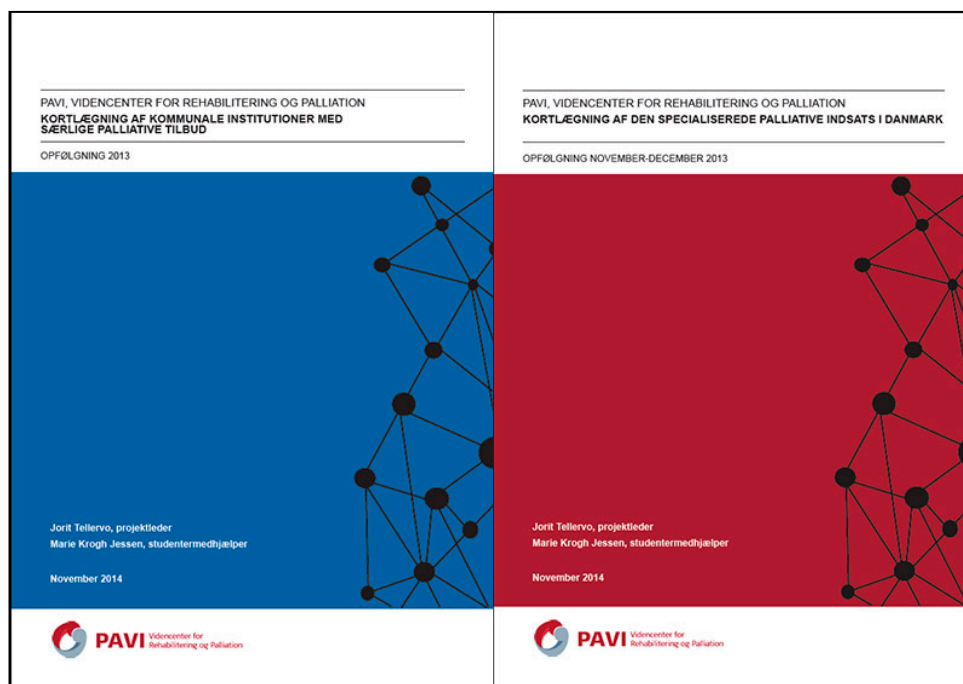 PAVI, VIDENCENTER FOR REHABILITERING OG PALLIATION
KORTLÆGNING AF KOMMUNALE INSTITUTIONER MED
SÆRLIGE PALLIATIVE TILBUD
OPFØLGNING 2013
Jorit Tellervo, projektleder
Marie Krogh Jessen, studentermedhjælper
November 2014
PAVI Videncenter for
Rehabilitering og Palliation
PAVI, VIDENCENTER FOR REHABILITERING OG PALLIATION
KORTLÆGNING AF DEN SPECIALISEREDE PALLIATIVE INDSATS I DANMARK
OPFØLGNING NOVEMBER-DECEMBER 2013
Jorit Tellervo, projektleder
Marie Krogh Jessen, studentermedhjælper
November 2014
PAVI Videncenter for
Rehabilitering og Palliation